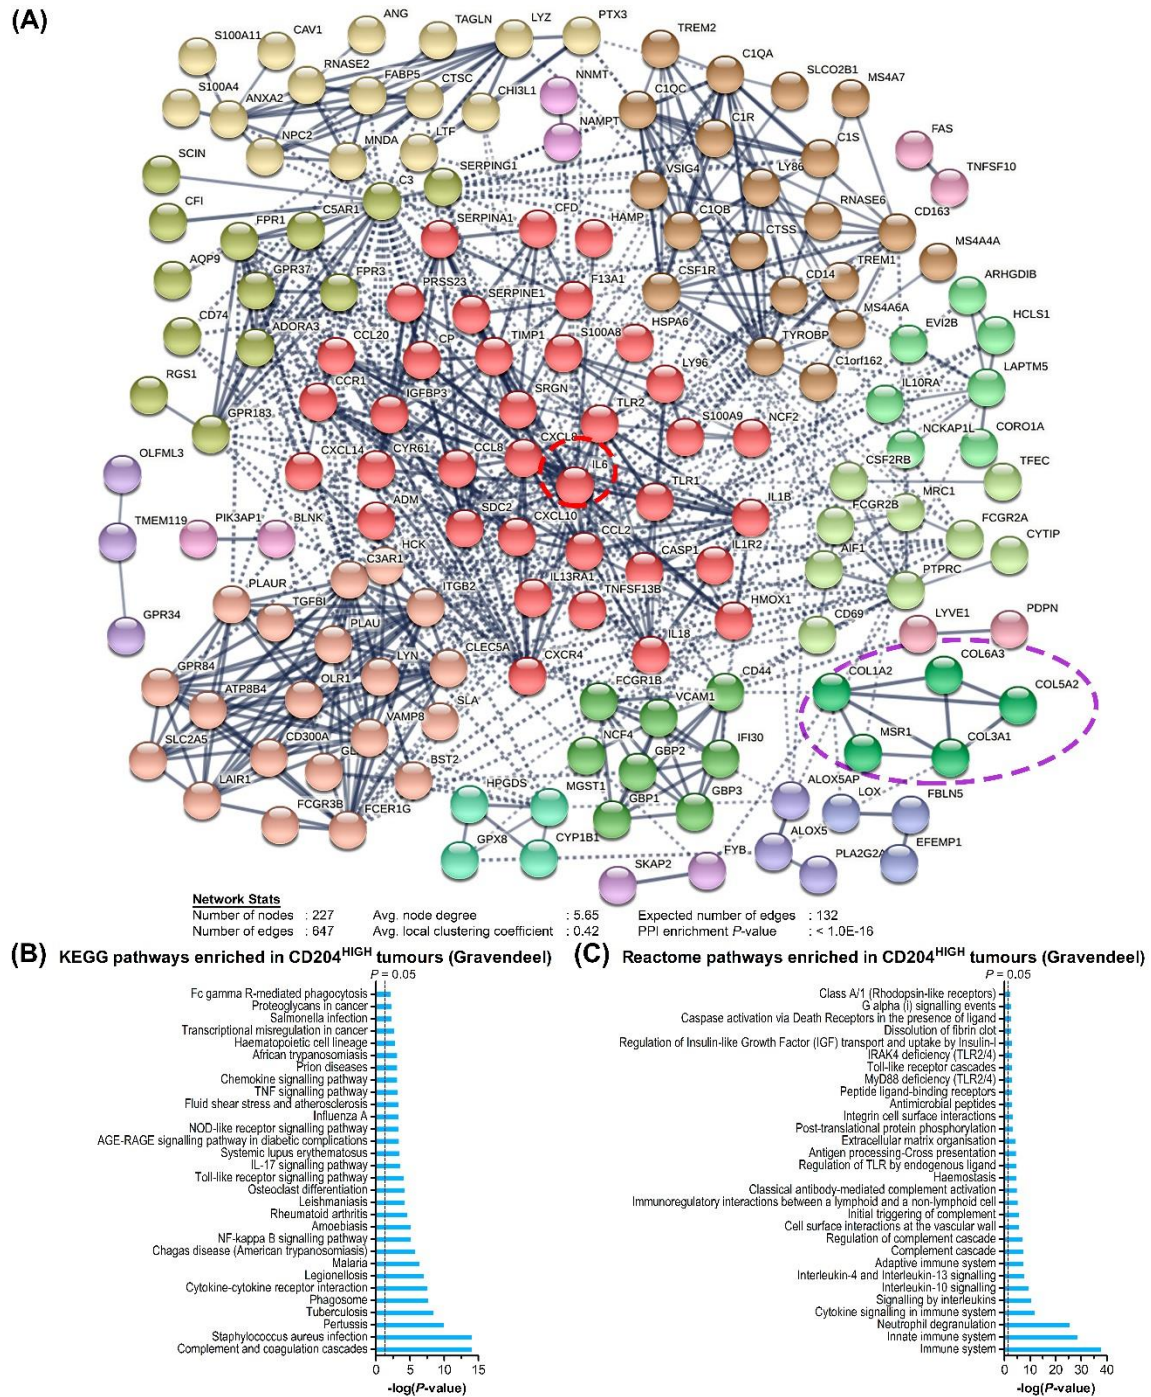 (A)
ANG
TAGLN
LYZ
PTX3
TREM2
S100A11
CAV1
C1QA
RNASE2
FABP5
CTSC
NNMT
SLCO2B1
MS4A7
S100A4
ANXA2
CHI3L1
C1QC
NAMPT
C1R
C1S
FAS
NPC2
MNDA
LTF
SCIN
SERPING1
VSIG4
LY86
TNFSF10
C3
RNASE6
CD163
CFI
FPR1
C5AR1
SERPINA1
CFD
HAMP
C1QB
CTSS
MS4A4A
AQP9
GPR37
FPR3
PRSS23
SERPINE1
F13A1
CSF1R
CD14
TREM1
ARHGDIB
CD74
ADORA3
CCL20
CP
TIMP1
S100A8
HSPA6
TYROBP
MS4A6A
EVI2B
HCLS1
C1orf162
LAPTM5
RGS1
CCR1
IGFBP3
SRGN
LY96
IL10RA
GPR183
TLR2
S100A9
NCF2
NCKAP1L
CORO1A
OLFML3
CXCL14
CYR61
CCL8
CXCL8
IL6
TLR1
CSF2RB
TFEC
IL1B
MRC1
TMEM119
PIK3AP1
BLNK
ADM
SDC2
CXCL10
FCGR2B
FCGR2A
HCK
CCL2
IL1R2
AIF1
CYTIP
C3AR1
CASP1
PTPRC
PLAUR
TGFBI
ITGB2
IL13RA1
TNFSF13B
HMOX1
CD69
LYVE1
PDPN
GPR34
PLAU
LYN
CLEC5A
CXCR4
IL18
CD44
COL6A3
COL1A2
GPR84
ATP8B4
OLR1
FCGR1B
VCAM1
COL5A2
SLA
SLC2A5
CD300A
VAMP8
NCF4
GBP2
IFI30
MSR1
COL3A1
BST2
LAIR1
MGST1
GBP1
GBP3
HPGDS
ALOX5AP
LOX
FBLN5
FCGR3B
FCER1G
GPX8
CYP1B1
ALOX5
EFEMP1
SKAP2
FYB
PLA2G2A
Network Stats
Number of nodes : 227 Avg. node degree : 5.65 Expected number of edges : 132
Number of edges : 647 Avg. local clustering coefficient : 0.42 PPI enrichment P-value : < 1.0E-16
(B) KEGG pathways enriched in CD204HIGH tumours (Gravendeel)
P = 0.05
Fc gamma R-mediated phagocytosis
Proteoglycans in cancer
Salmonella infection
Transcriptional misregulation in cancer
Haematopoietic cell lineage
African trypanosomiasis
Prion diseases
Chemokine signalling pathway
TNF signalling pathway
Fluid shear stress and atherosclerosis
Influenza A
NOD-like receptor signalling pathway
AGE-RAGE signalling pathway in diabetic complications
Systemic lupus erythematosus
IL-17 signalling pathway
Toll-like receptor signalling pathway
Osteoclast differentiation
Leishmaniasis
Rheumatoid arthritis
Amoebiasis
NF-kappa B signalling pathway
Chagas disease (American trypanosomiasis)
Malaria
Legionellosis
Cytokine-cytokine receptor interaction
Phagosome
Tuberculosis
Pertussis
Staphylococcus aureus infection
Complement and coagulation cascades
0 5 10 15
-log(P-value)
(C) Reactome pathways enriched in CD204HIGH tumours (Gravendeel)
P = 0.05
Class A/1 (Rhodopsin-like receptors)
G alpha (i) signalling events
Caspase activation via Death Receptors in the presence of ligand
Dissolution of fibrin clot
Regulation of Insulin-like Growth Factor (IGF) transport and uptake by Insulin-l
IRAK4 deficiency (TLR2/4)
Toll-like receptor cascades
MyD88 deficiency (TLR2/4)
Peptide ligand-binding receptors
Antimicrobial peptides
Integrin cell surface interactions
Post-translational protein phosphorylation
Extracellular matrix organisation
Antigen processing-Cross presentation
Regulation of TLR by endogenous ligand
Haemostasis
Classical antibody-mediated complement activation
Immunoregulatory interactions between a lymphoid and a non-lymphoid cell
Initial triggering of complement
Cell surface interactions at the vascular wall
Regulation of complement cascade
Complement cascade
Adaptive immune system
Interleukin-4 and Interleukin-13 signalling
Interleukin-10 signalling
Signalling by interleukins
Cytokine signalling in immune system
Neutrophil degranulation
Innate immune system
Immune system
0 10 20 30 40
-log(P-value)